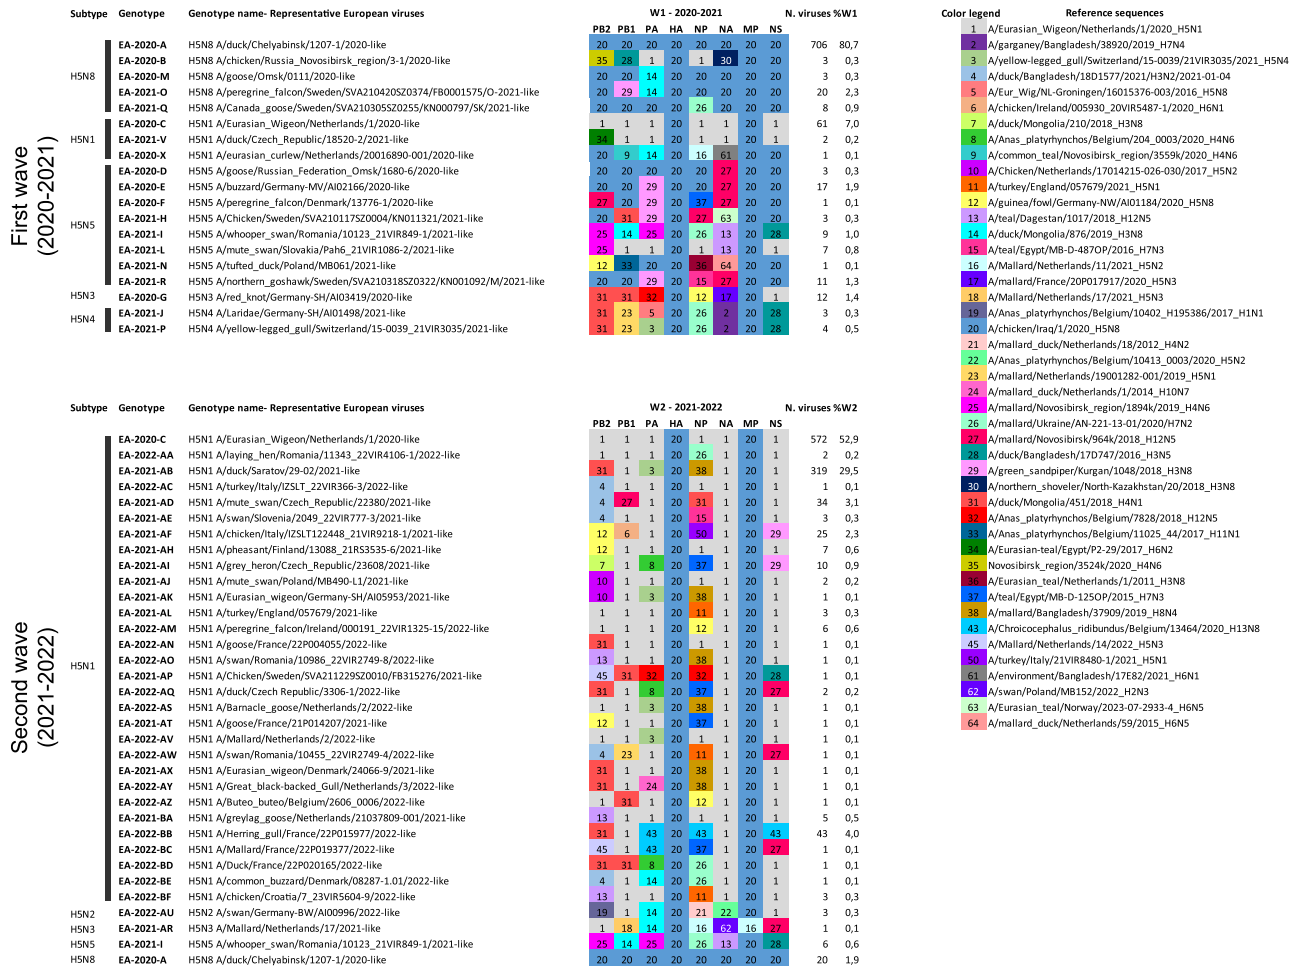 Subtype Genotype Genotype name- Representative European viruses W1 - 2020-2021 N. viruses %W1
PB2 PB1 PA HA NP NA MP NS
First wave (2020-2021)
H5N8
EA-2020-A H5N8 A/duck/Chelyabinsk/1207-1/2020-like 20 20 20 20 20 20 20 20 706 80,7
EA-2020-B H5N8 A/chicken/Russia_Novosibirsk_region/3-1/2020-like 35 28 1 20 1 30 20 20 3 0,3
EA-2020-M H5N8 A/goose/Omsk/0111/2020-like 20 20 14 20 20 20 20 20 3 0,3
EA-2021-O H5N8 A/peregrine_falcon/Sweden/SVA210420SZ0374/FB0001575/O-2021-like 20 29 14 20 20 20 20 20 20 2,3
EA-2021-Q H5N8 A/Canada_goose/Sweden/SVA210305SZ0255/KN000797/SK/2021-like 20 20 20 20 26 20 20 20 8 0,9
H5N1
EA-2020-C H5N1 A/Eurasian_Wigeon/Netherlands/1/2020-like 1 1 1 20 1 1 20 1 61 7,0
EA-2021-V H5N1 A/duck/Czech_Republic/18520-2/2021-like 34 1 1 20 1 1 20 1 2 0,2
EA-2020-X H5N1 A/eurasian_curlew/Netherlands/20016890-001/2020-like 20 9 14 20 16 61 20 20 1 0,1
H5N5
EA-2020-D H5N5 A/goose/Russian_Federation_Omsk/1680-6/2020-like 20 20 20 20 20 27 20 20 3 0,3
EA-2020-E H5N5 A/buzzard/Germany-MV/AI02166/2020-like 20 20 29 20 20 27 20 20 17 1,9
EA-2020-F H5N5 A/peregrine_falcon/Denmark/13776-1/2020-like 27 20 29 20 37 27 20 20 1 0,1
EA-2021-H H5N5 A/Chicken/Sweden/SVA210117SZ0004/KN011321/2021-like 20 31 29 20 27 63 20 20 3 0,3
EA-2021-I H5N5 A/whooper_swan/Romania/10123_21VIR849-1/2021-like 25 14 25 20 26 13 20 28 9 1,0
EA-2021-L H5N5 A/mute_swan/Slovakia/Pah6_21VIR1086-2/2021-like 25 1 1 20 1 13 20 1 7 0,8
EA-2021-N H5N5 A/tufted_duck/Poland/MB061/2021-like 12 33 20 20 36 64 20 20 1 0,1
EA-2021-R H5N5 A/northern_goshawk/Sweden/SVA210318SZ0322/KN001092/M/2021-like 20 20 29 20 15 27 20 20 11 1,3
H5N3
EA-2020-G H5N3 A/red_knot/Germany-SH/AI03419/2020-like 31 31 32 20 12 17 20 1 12 1,4
H5N4
EA-2021-J H5N4 A/Laridae/Germany-SH/AI01498/2021-like 31 23 5 20 26 2 20 28 3 0,3
EA-2021-P H5N4 A/yellow-legged_gull/Switzerland/15-0039_21VIR3035/2021-like 31 23 3 20 26 2 20 28 4 0,5
Subtype Genotype Genotype name- Representative European viruses W2 - 2021-2022 N. viruses %W2
PB2 PB1 PA HA NP NA MP NS
Second wave (2021-2022)
H5N1
EA-2020-C H5N1 A/Eurasian_Wigeon/Netherlands/1/2020-like 1 1 1 20 1 1 20 1 572 52,9
EA-2022-AA H5N1 A/laying_hen/Romania/11343_22VIR4106-1/2022-like 1 1 1 20 26 1 20 1 2 0,2
EA-2021-AB H5N1 A/duck/Saratov/29-02/2021-like 31 1 3 20 38 1 20 1 319 29,5
EA-2022-AC H5N1 A/turkey/Italy/IZSLT_22VIR366-3/2022-like 4 1 1 20 1 1 20 1 1 0,1
EA-2021-AD H5N1 A/mute_swan/Czech_Republic/22380/2021-like 4 27 1 20 31 1 20 1 34 3,1
EA-2021-AE H5N1 A/swan/Slovenia/2049_22VIR777-3/2021-like 4 1 1 20 15 1 20 1 3 0,3
EA-2021-AF H5N1 A/chicken/Italy/IZSLT122448_21VIR9218-1/2021-like 12 6 1 20 50 1 20 29 25 2,3
EA-2021-AH H5N1 A/pheasant/Finland/13088_21RS3535-6/2021-like 12 1 1 20 1 1 20 1 7 0,6
EA-2021-AI H5N1 A/grey_heron/Czech_Republic/23608/2021-like 7 1 8 20 37 1 20 29 10 0,9
EA-2021-AJ H5N1 A/mute_swan/Poland/MB490-L1/2021-like 10 1 1 20 1 1 20 1 2 0,2
EA-2021-AK H5N1 A/Eurasian_wigeon/Germany-SH/AI05953/2021-like 10 1 3 20 38 1 20 1 1 0,1
EA-2021-AL H5N1 A/turkey/England/057679/2021-like 1 1 1 20 11 1 20 1 3 0,3
EA-2022-AM H5N1 A/peregrine_falcon/Ireland/000191_22VIR1325-15/2022-like 1 1 1 20 12 1 20 1 6 0,6
EA-2022-AN H5N1 A/goose/France/22P004055/2022-like 31 1 1 20 1 1 20 1 1 0,1
EA-2022-AO H5N1 A/swan/Romania/10986_22VIR2749-8/2022-like 13 1 1 20 38 1 20 1 1 0,1
EA-2021-AP H5N1 A/Chicken/Sweden/SVA211229SZ0010/FB315276/2021-like 45 31 32 20 32 1 20 28 1 0,1
EA-2022-AQ H5N1 A/duck/Czech Republic/3306-1/2022-like 31 1 8 20 37 1 20 27 2 0,2
EA-2022-AS H5N1 A/Barnacle_goose/Netherlands/2/2022-like 1 1 3 20 38 1 20 1 1 0,1
EA-2021-AT H5N1 A/goose/France/21P014207/2021-like 12 1 1 20 37 1 20 1 1 0,1
EA-2022-AV H5N1 A/Mallard/Netherlands/2/2022-like 1 1 3 20 1 1 20 1 1 0,1
EA-2022-AW H5N1 A/swan/Romania/10455_22VIR2749-4/2022-like 4 23 1 20 11 1 20 27 1 0,1
EA-2021-AX H5N1 A/Eurasian_wigeon/Denmark/24066-9/2021-like 31 1 1 20 38 1 20 1 1 0,1
EA-2022-AY H5N1 A/Great_black-backed_Gull/Netherlands/3/2022-like 31 1 24 20 38 1 20 1 1 0,1
EA-2022-AZ H5N1 A/Buteo_buteo/Belgium/2606_0006/2022-like 1 31 1 20 12 1 20 1 1 0,1
EA-2021-BA H5N1 A/greylag_goose/Netherlands/21037809-001/2021-like 13 1 1 20 1 1 20 1 5 0,5
EA-2022-BB H5N1 A/Herring_gull/France/22P015977/2022-like 31 1 43 20 43 1 20 43 43 4,0
EA-2022-BC H5N1 A/Mallard/France/22P019377/2022-like 45 1 43 20 37 1 20 27 1 0,1
EA-2022-BD H5N1 A/Duck/France/22P020165/2022-like 31 31 8 20 26 1 20 1 1 0,1
EA-2022-BE H5N1 A/common_buzzard/Denmark/08287-1.01/2022-like 4 1 14 20 26 1 20 1 1 0,1
EA-2022-BF H5N1 A/chicken/Croatia/7_23VIR5604-9/2022-like 13 1 1 20 11 1 20 1 3 0,3
H5N2 EA-2022-AU H5N2 A/swan/Germany-BW/AI00996/2022-like 19 1 14 20 21 22 20 1 3 0,3
H5N3 EA-2021-AR H5N3 A/Mallard/Netherlands/17/2021-like 1 18 14 20 16 62 16 27 1 0,1
H5N5 EA-2021-I H5N5 A/whooper_swan/Romania/10123_21VIR849-1/2021-like 25 14 25 20 26 13 20 28 6 0,6
H5N8 EA-2020-A H5N8 A/duck/Chelyabinsk/1207-1/2020-like 20 20 20 20 20 20 20 20 20 1,9
Color legend Reference sequences
1 A/Eurasian_Wigeon/Netherlands/1/2020_H5N1
2 A/garganey/Bangladesh/38920/2019_H7N4
3 A/yellow-legged_gull/Switzerland/15-0039/21VIR3035/2021_H5N4
4 A/duck/Bangladesh/18D1577/2021/H3N2/2021-01-04
5 A/Eur_Wig/NL-Groningen/16015376-003/2016_H5N8
6 A/chicken/Ireland/005930_20VIR5487-1/2020_H6N1
7 A/duck/Mongolia/210/2018_H3N8
8 A/Anas_platyrhynchos/Belgium/204_0003/2020_H4N6
9 A/common_teal/Novosibirsk_region/3559k/2020_H4N6
10 A/Chicken/Netherlands/17014215-026-030/2017_H5N2
11 A/turkey/England/057679/2021_H5N1
12 A/guinea/fowl/Germany-NW/AI01184/2020_H5N8
13 A/teal/Dagestan/1017/2018_H12N5
14 A/duck/Mongolia/876/2019_H3N8
15 A/teal/Egypt/MB-D-487OP/2016_H7N3
16 A/Mallard/Netherlands/11/2021_H5N2
17 A/mallard/France/20P017917/2020_H5N3
18 A/Mallard/Netherlands/17/2021_H5N3
19 A/Anas_platyrhynchos/Belgium/10402_H195386/2017_H1N1
20 A/chicken/Iraq/1/2020_H5N8
21 A/mallard_duck/Netherlands/18/2012_H4N2
22 A/Anas_platyrhynchos/Belgium/10413_0003/2020_H5N2
23 A/mallard/Netherlands/19001282-001/2019_H5N1
24 A/mallard_duck/Netherlands/1/2014_H10N7
25 A/mallard/Novosibirsk_region/1894k/2019_H4N6
26 A/mallard/Ukraine/AN-221-13-01/2020/H7N2
27 A/mallard/Novosibirsk/964k/2018_H12N5
28 A/duck/Bangladesh/17D747/2016_H3N5
29 A/green_sandpiper/Kurgan/1048/2018_H3N8
30 A/northern_shoveler/North-Kazakhstan/20/2018_H3N8
31 A/duck/Mongolia/451/2018_H4N1
32 A/Anas_platyrhynchos/Belgium/7828/2018_H12N5
33 A/Anas_platyrhynchos/Belgium/11025_44/2017_H11N1
34 A/Eurasian-teal/Egypt/P2-29/2017_H6N2
35 Novosibirsk_region/3524k/2020_H4N6
36 A/Eurasian_teal/Netherlands/1/2011_H3N8
37 A/teal/Egypt/MB-D-125OP/2015_H7N3
38 A/mallard/Bangladesh/37909/2019_H8N4
43 A/Chroicocephalus_ridibundus/Belgium/13464/2020_H13N8
45 A/Mallard/Netherlands/14/2022_H5N3
50 A/turkey/Italy/21VIR8480-1/2021_H5N1
61 A/environment/Bangladesh/17E82/2021_H6N1
62 A/swan/Poland/MB152/2022_H2N3
63 A/Eurasian_teal/Norway/2023-07-2933-4_H6N5
64 A/mallard_duck/Netherlands/59/2015_H6N5